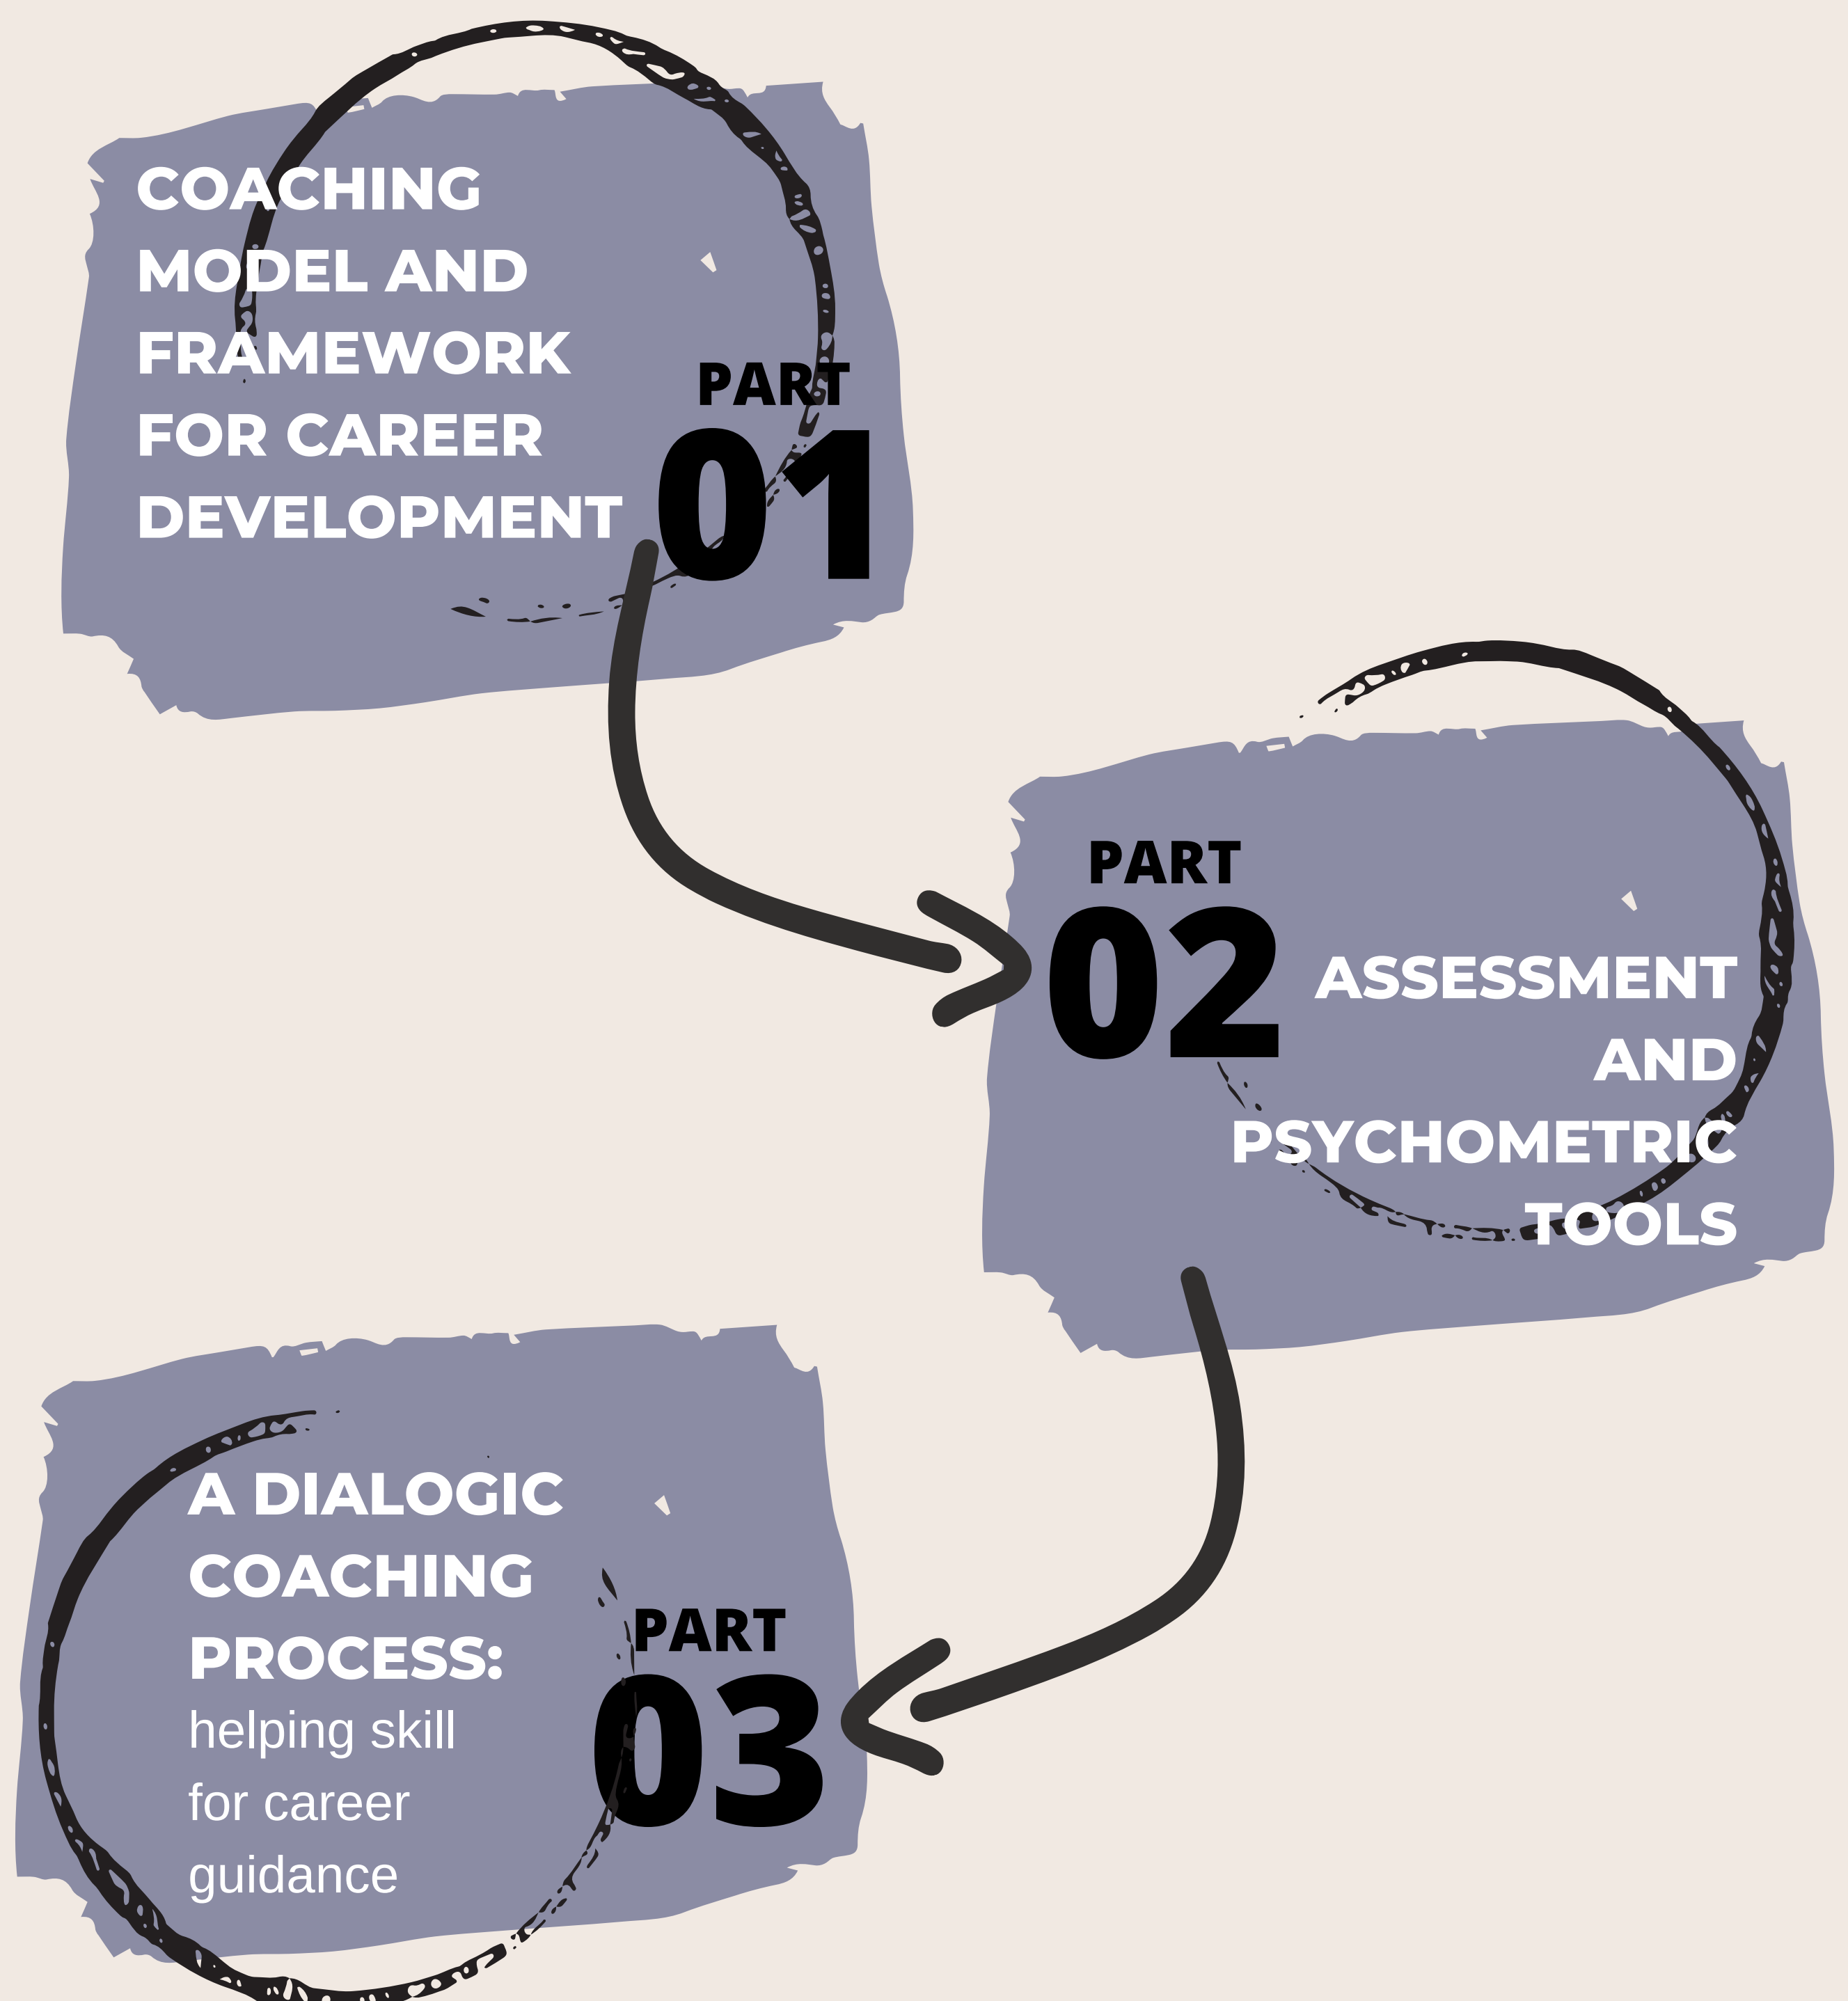 COACHING
MODEL AND
FRAMEWORK
FOR CAREER
DEVELOPMENT
PART
01
PART
02
ASSESSMENT
AND
PSYCHOMETRIC
TOOLS
A DIALOGIC
COACHING
PROCESS:
helping skill
for career
guidance
PART
03